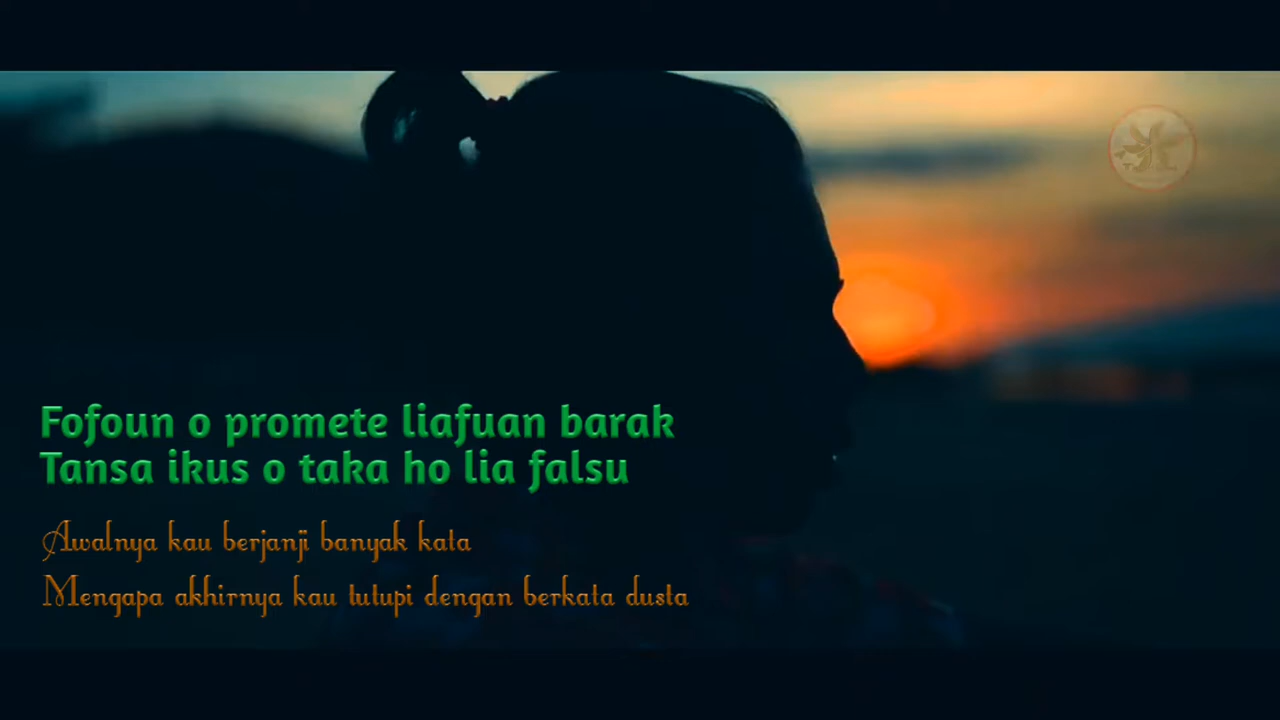 Fofoun o promete liafuan barak
Tansa ikus o taka ho lia falsu
Awalnya kau berjanji banyak kata
Mengapa akhirnya kau tutupi dengan berkata dusta